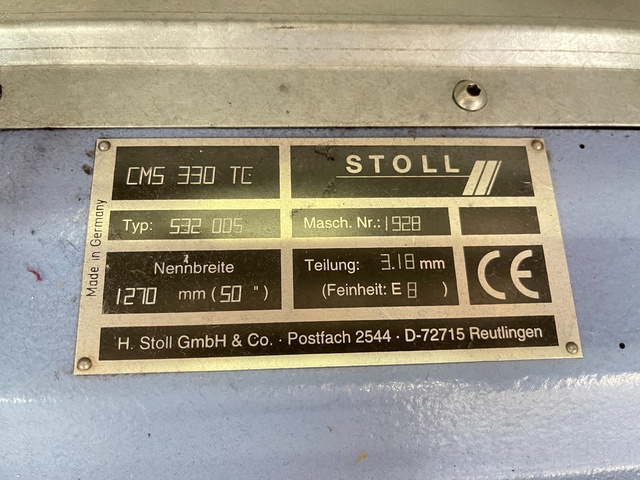 CMS 330 TC
STOLL
Typ: 532 005
Masch. Nr.: 1928
Made in Germany
Nennbreite
1270 mm (50 ")
Teilung: 3.18 mm
(Feinheit: E 8 )
CE
H. Stoll GmbH & Co. · Postfach 2544 · D-72715 Reutlingen